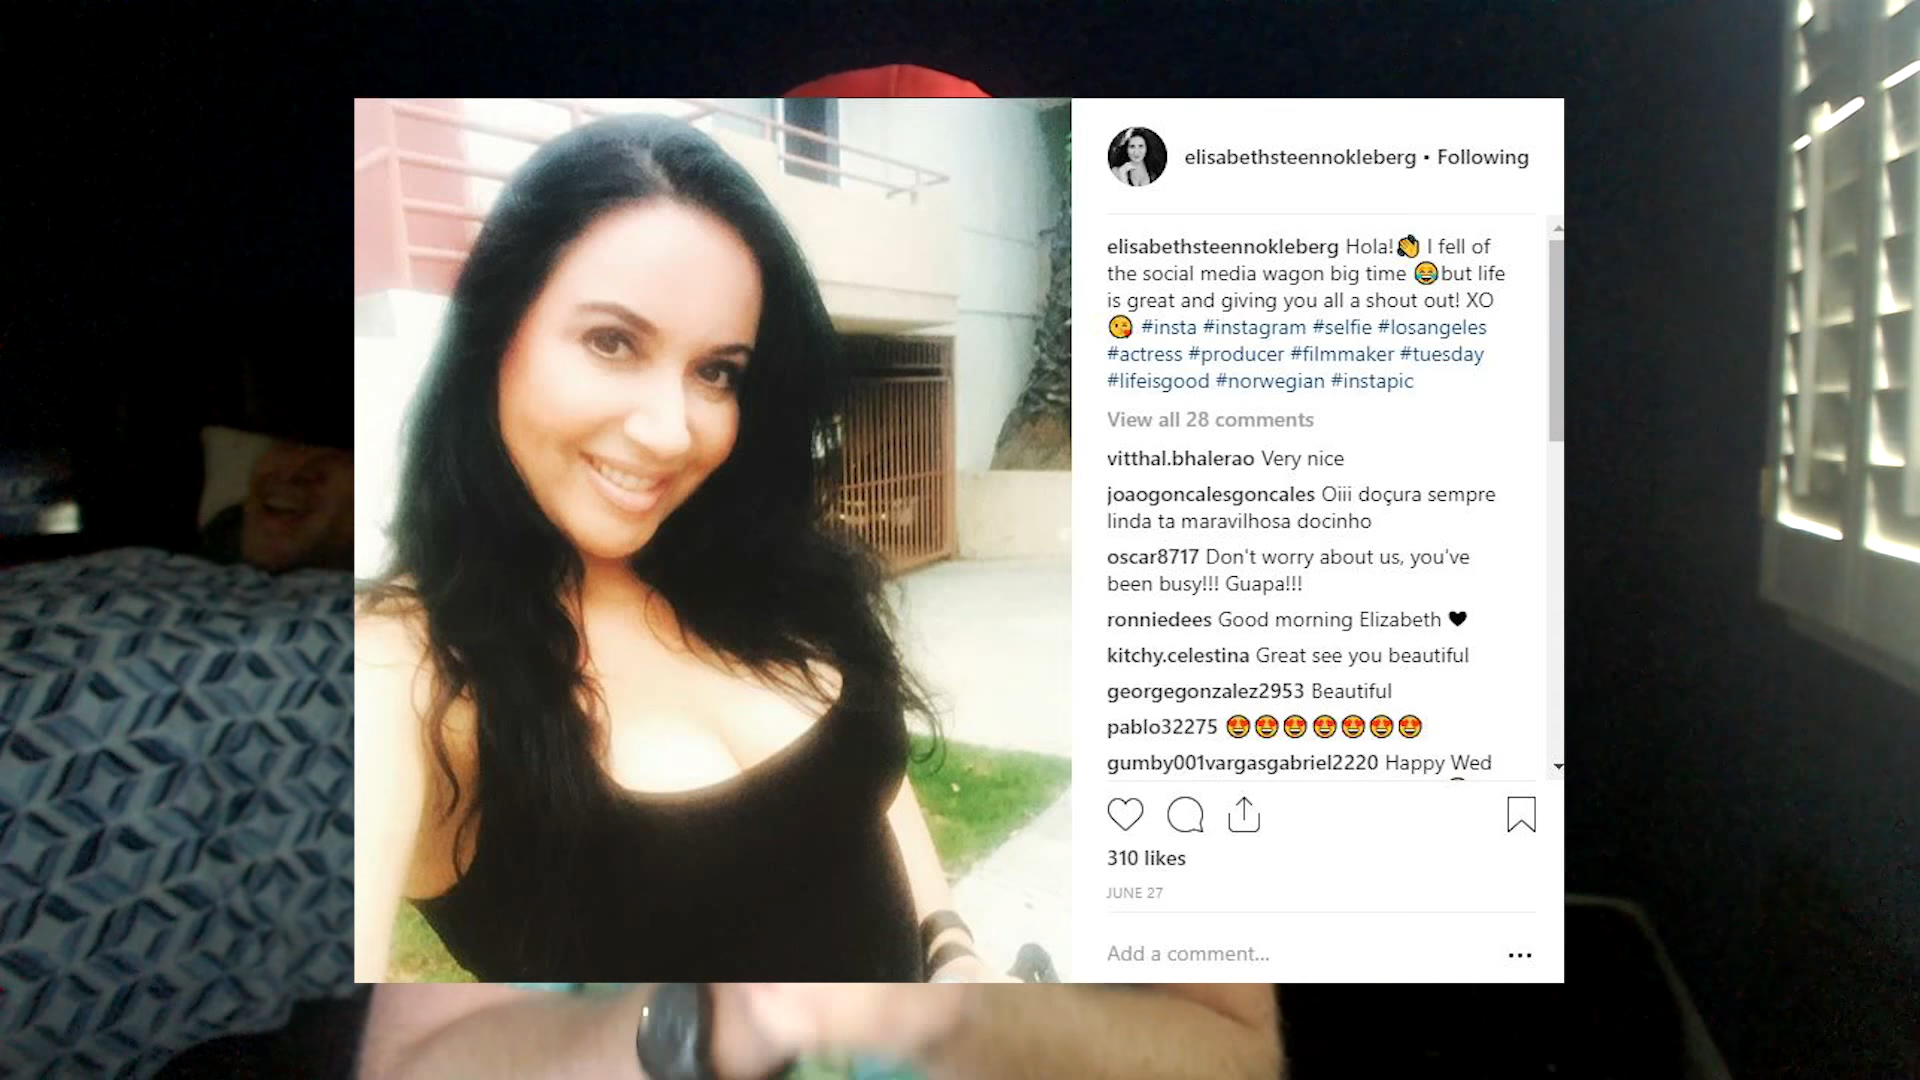 elisabethsteennokleberg • Following
elisabethsteennokleberg Hola!👏 I fell of
the social media wagon big time 😂but life
is great and giving you all a shout out! XO
😘 #insta #instagram #selfie #losangeles
#actress #producer #filmmaker #tuesday
#lifeisgood #norwegian #instapic
View all 28 comments
vitthal.bhalerao Very nice
joaogoncalesgoncales Oiii doçura sempre
linda ta maravilhosa docinho
oscar8717 Don't worry about us, you've
been busy!!! Guapa!!!
ronniedees Good morning Elizabeth 🖤
kitchy.celestina Great see you beautiful
georgegonzalez2953 Beautiful
pablo32275 😍😍😍😍😍😍😍
gumby001vargasgabriel2220 Happy Wed
310 likes
JUNE 27
Add a comment...